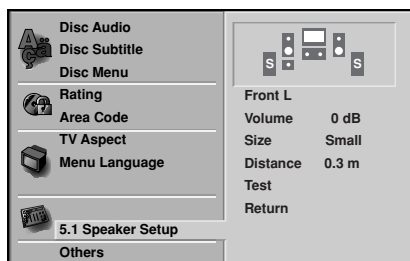 Disc Audio
Disc Subtitle
Disc Menu
Rating
Area Code
TV Aspect
Menu Language
5.1 Speaker Setup
Others
S S
Front L
Volume 0 dB
Size Small
Distance 0.3 m
Test
Return